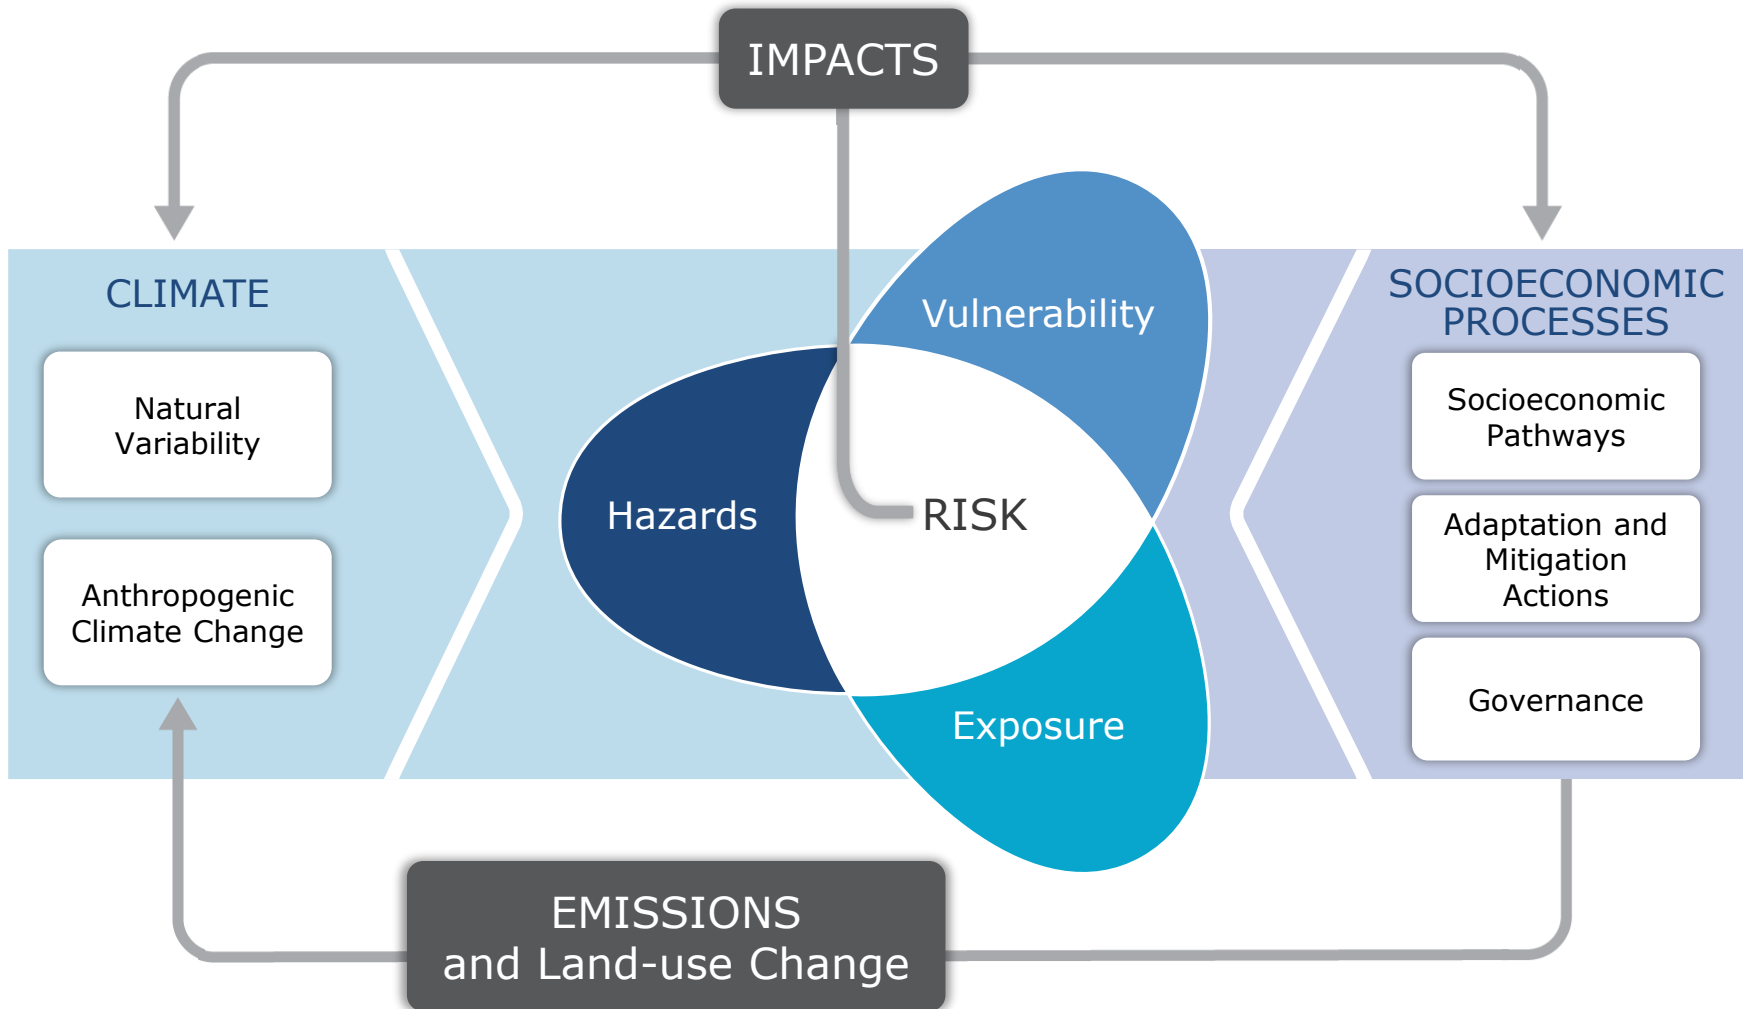 IMPACTS
CLIMATE
Natural
Variability
Anthropogenic
Climate Change
Vulnerability
Hazards
RISK
Exposure
SOCIOECONOMIC
PROCESSES
Socioeconomic
Pathways
Adaptation and
Mitigation
Actions
Governance
EMISSIONS
and Land-use Change